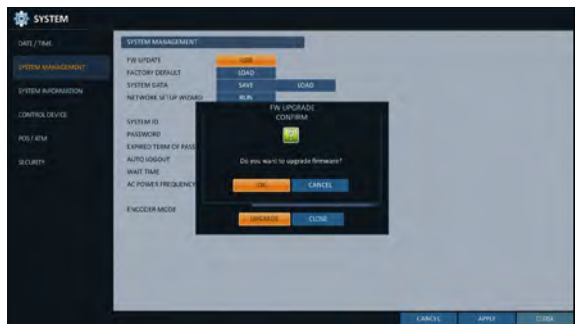 SYSTEM
DATE / TIME
SYSTEM MANAGEMENT
SYSTEM INFORMATION
CONTROL DEVICE
POS / ATM
SECURITY
SYSTEM MANAGEMENT
FW UPDATE USB
FACTORY DEFAULT LOAD
SYSTEM DATA SAVE LOAD
NETWORK SETUP WIZARD RUN
SYSTEM ID
PASSWORD
EXPIRED TERM OF PASS
AUTO LOGOUT
WAIT TIME
AC POWER FREQUENCY
ENCODER MODE
FW UPGRADE
CONFIRM
Do you want to upgrade firmware?
OK CANCEL
UPGRADE CLOSE
CANCEL APPLY CLOSE